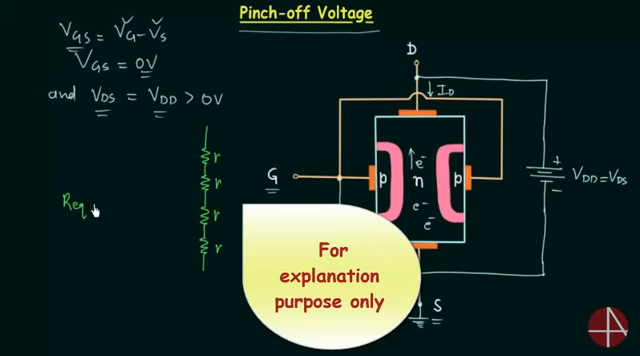 Pinch-off Voltage
VGS = VG - VS
VGS = 0V
and VDS = VDD > 0V
r
r
r
r
Req
D
ID
G
p
n
p
e-
e-
e-
+
-
VDD = VDS
S
For
explanation
purpose only